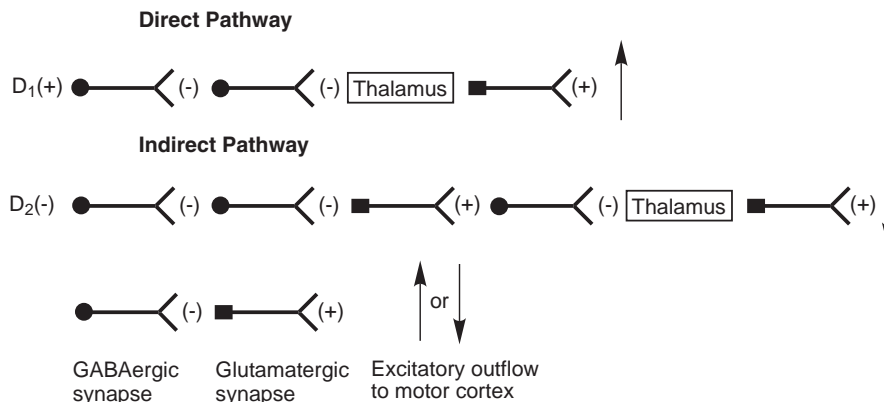 Direct Pathway
D1(+) (-) (-) Thalamus (+)
Indirect Pathway
D2(-) (-) (-) (+) (-) Thalamus (+)
(-) (+) or
GABAergic synapse
Glutamatergic synapse
Excitatory outflow to motor cortex